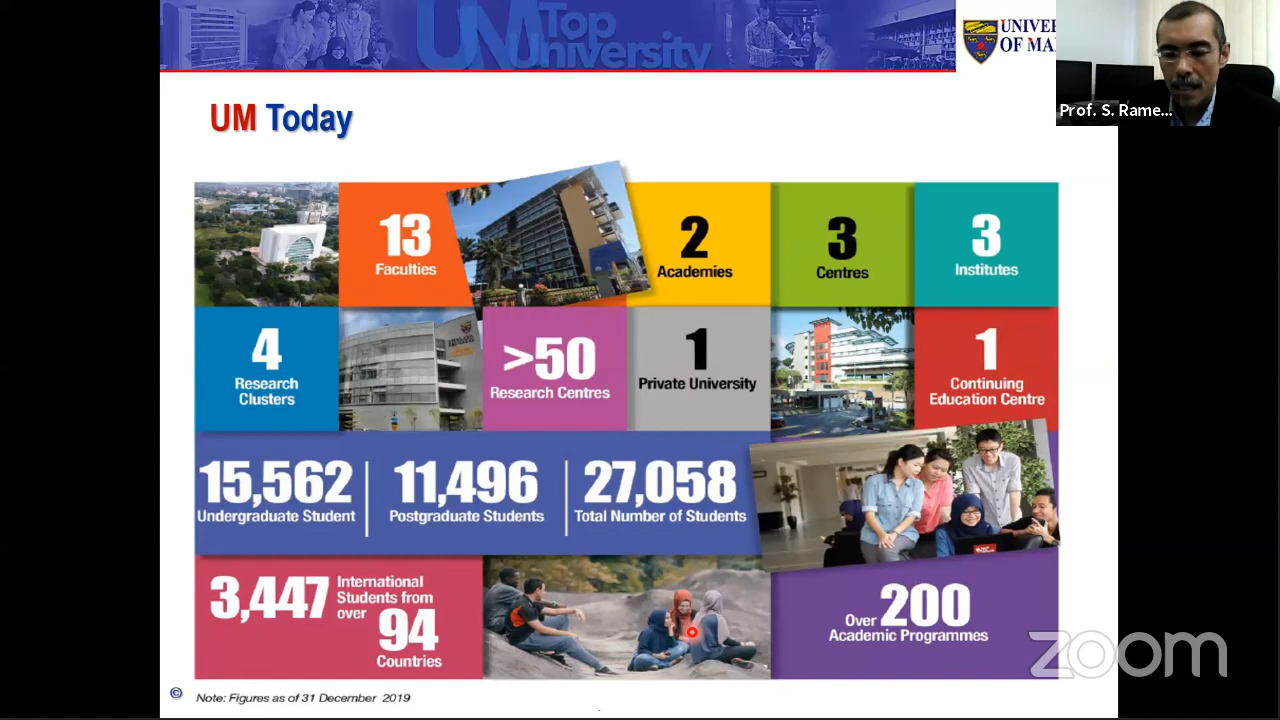 UM Top
University
UNIVER
OF MA
Prof. S. Rame...
UM Today
13
Faculties
2
Academies
3
Centres
3
Institutes
4
Research
Clusters
>50
Research Centres
1
Private University
1
Continuing
Education Centre
15,562
Undergraduate Student
11,496
Postgraduate Students
27,058
Total Number of Students
3,447
International
Students from
over
94
Countries
Over 200
Academic Programmes
zoom
© Note: Figures as of 31 December 2019